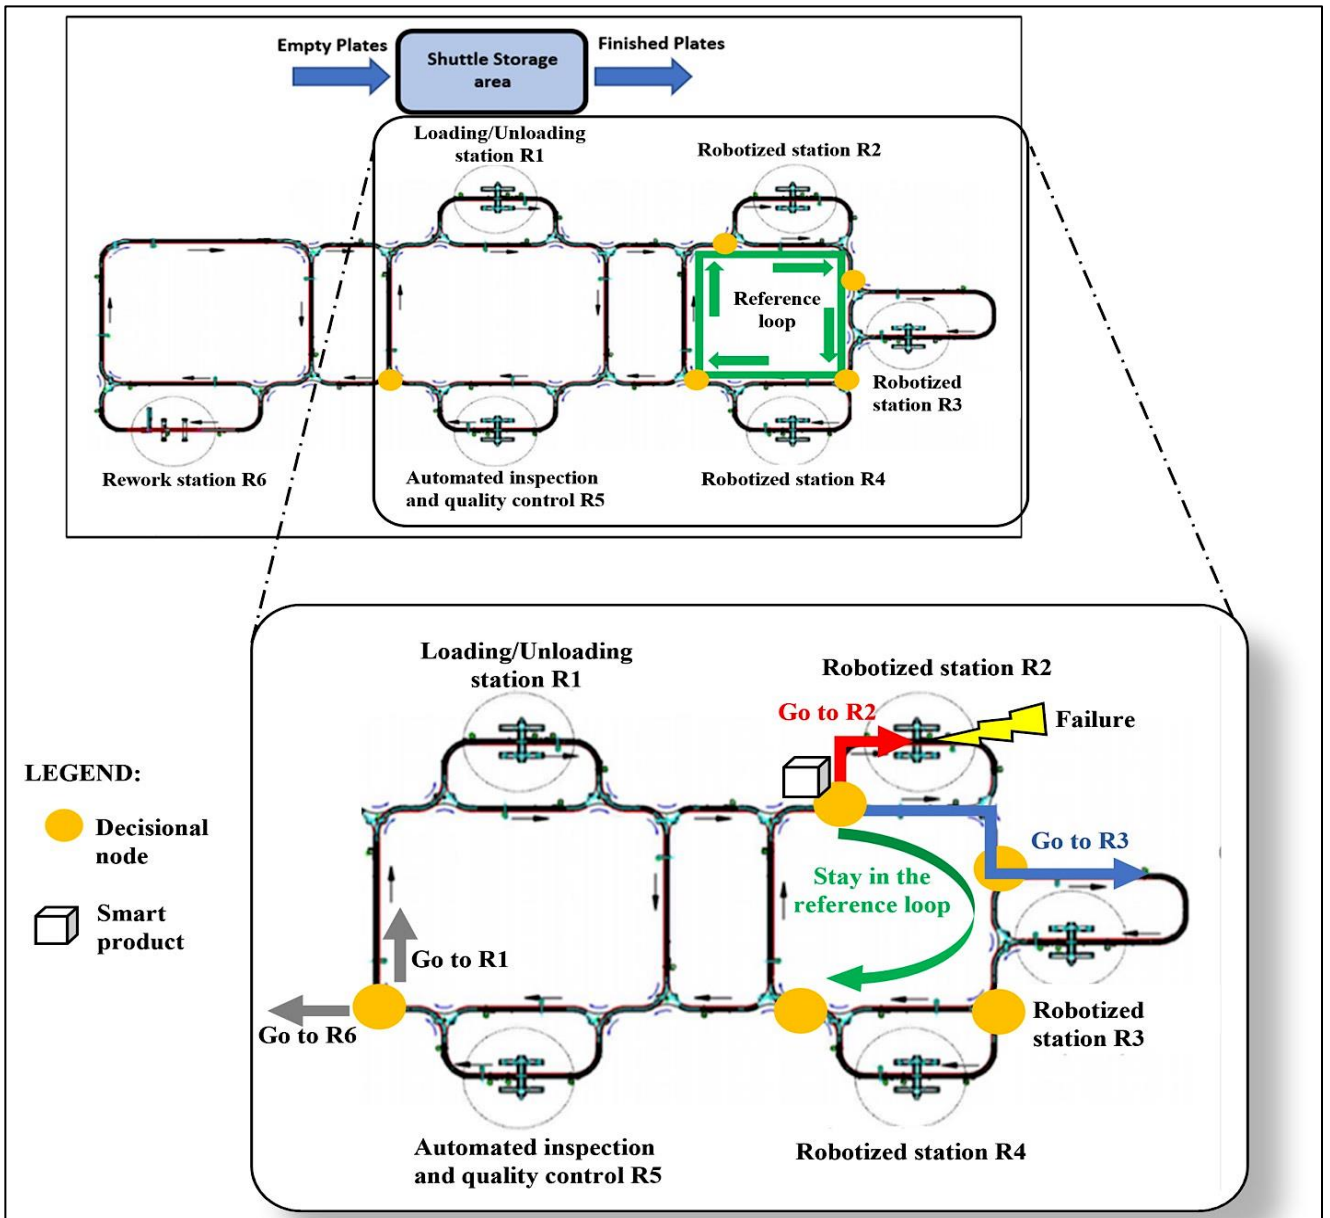 Empty Plates
Shuttle Storage
area
Finished Plates
Loading/Unloading
station R1
Robotized station R2
Reference
loop
Robotized
station R3
Rework station R6
Automated inspection
and quality control R5
Robotized station R4
Loading/Unloading
station R1
Robotized station R2
Go to R2
Failure
LEGEND:
Decisional
node
Smart
product
Go to R3
Stay in the
reference loop
Go to R1
Go to R6
Robotized
station R3
Automated inspection
and quality control R5
Robotized station R4